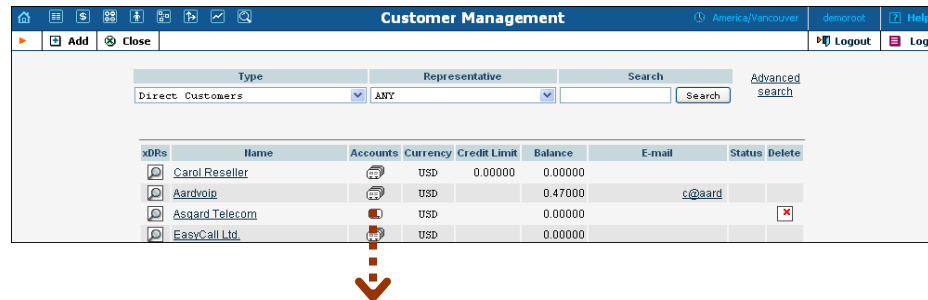 Customer Management America/Vancouver demoroot ? Help
Add Close Logout Log
Type Representative Search Advanced search
Direct Customers ANY Search
xDRs Name Accounts Currency Credit Limit Balance E-mail Status Delete
Carol Reseller USD 0.00000 0.00000
Aardvoip USD 0.47000 c@aard
Asgard Telecom USD 0.00000
EasyCall Ltd. USD 0.00000